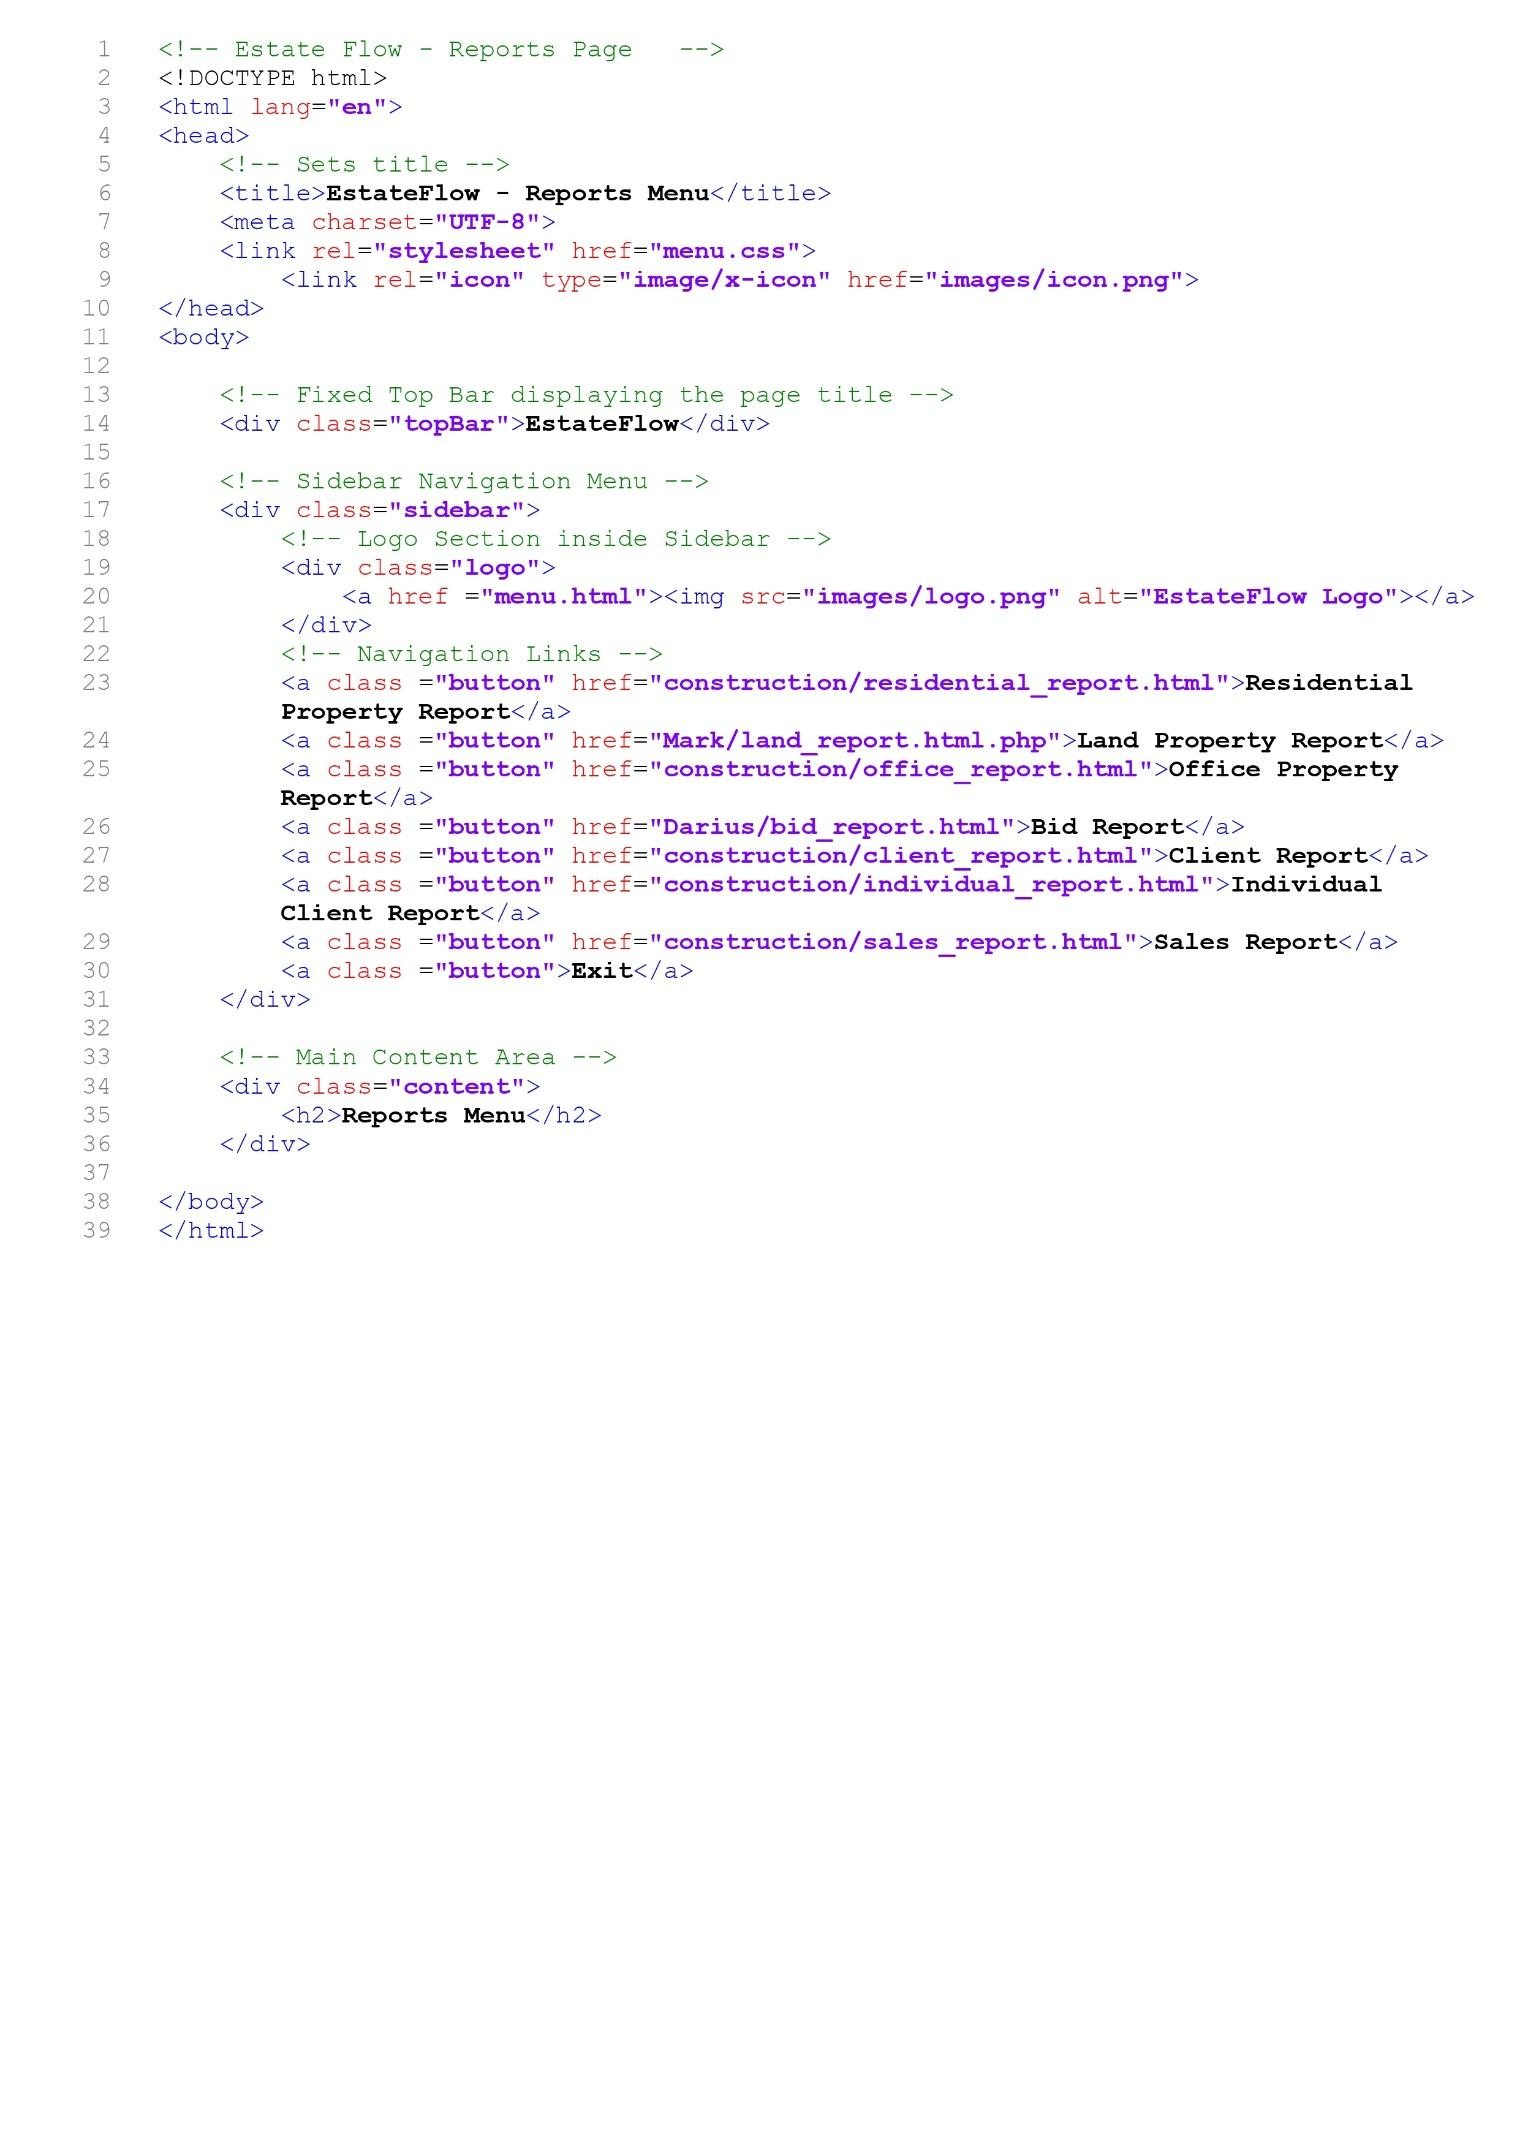 1 <!-- Estate Flow - Reports Page   -->
2 <!DOCTYPE html>
3 <html lang="en">
4 <head>
5     <!-- Sets title -->
6     <title>EstateFlow - Reports Menu</title>
7     <meta charset="UTF-8">
8     <link rel="stylesheet" href="menu.css">
9         <link rel="icon" type="image/x-icon" href="images/icon.png">
10 </head>
11 <body>
12
13     <!-- Fixed Top Bar displaying the page title -->
14     <div class="topBar">EstateFlow</div>
15
16     <!-- Sidebar Navigation Menu -->
17     <div class="sidebar">
18         <!-- Logo Section inside Sidebar -->
19         <div class="logo">
20             <a href ="menu.html"><img src="images/logo.png" alt="EstateFlow Logo"></a>
21         </div>
22         <!-- Navigation Links -->
23         <a class ="button" href="construction/residential_report.html">Residential
        Property Report</a>
24         <a class ="button" href="Mark/land_report.html.php">Land Property Report</a>
25         <a class ="button" href="construction/office_report.html">Office Property
        Report</a>
26         <a class ="button" href="Darius/bid_report.html">Bid Report</a>
27         <a class ="button" href="construction/client_report.html">Client Report</a>
28         <a class ="button" href="construction/individual_report.html">Individual
        Client Report</a>
29         <a class ="button" href="construction/sales_report.html">Sales Report</a>
30         <a class ="button">Exit</a>
31     </div>
32
33     <!-- Main Content Area -->
34     <div class="content">
35         <h2>Reports Menu</h2>
36     </div>
37
38 </body>
39 </html>